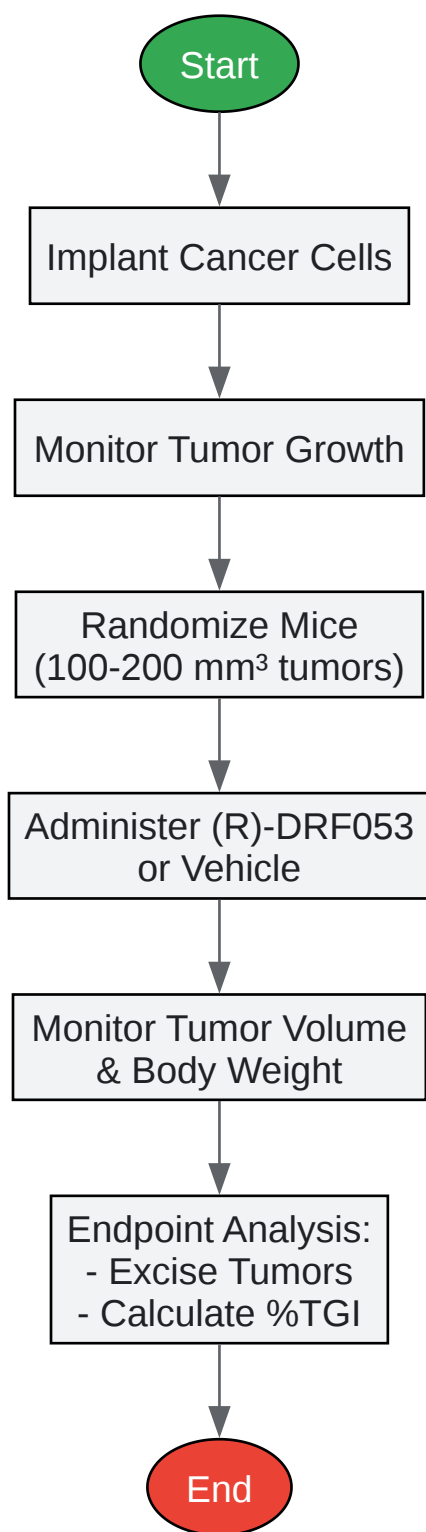 Start
Implant Cancer Cells
Monitor Tumor Growth
Randomize Mice
(100-200 mm³ tumors)
Administer (R)-DRF053
or Vehicle
Monitor Tumor Volume
& Body Weight
Endpoint Analysis:
- Excise Tumors
- Calculate %TGI
End